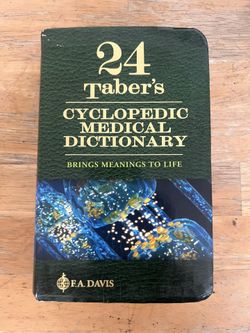 24
Taber's
CYCLOPEDIC
MEDICAL
DICTIONARY
BRINGS MEANINGS TO LIFE
F.A. DAVIS